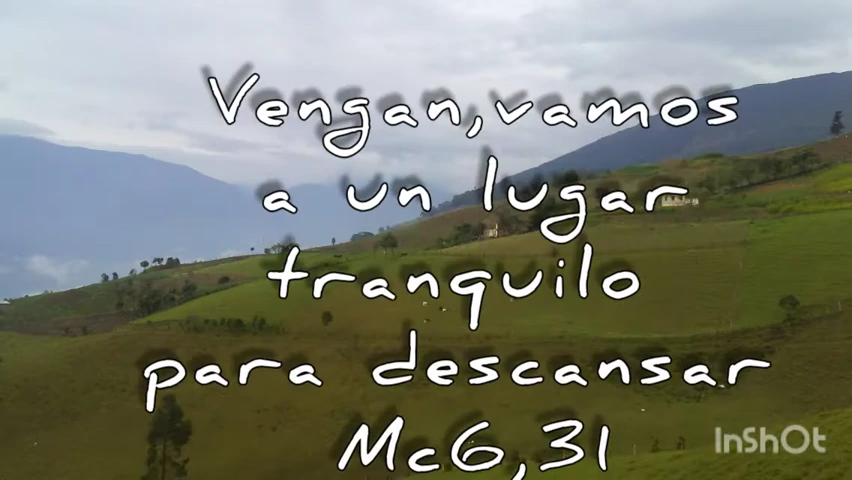 Vengan,vamos
a un lugar
tranquilo
para descansar
Mc6,31
InShOt